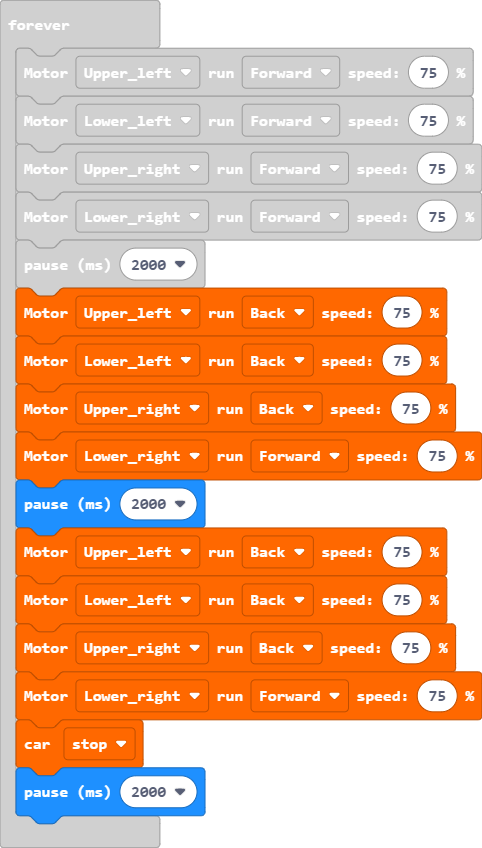 forever
Motor Upper_left run Forward speed: 75 %
Motor Lower_left run Forward speed: 75 %
Motor Upper_right run Forward speed: 75 %
Motor Lower_right run Forward speed: 75 %
pause (ms) 2000
Motor Upper_left run Back speed: 75 %
Motor Lower_left run Back speed: 75 %
Motor Upper_right run Back speed: 75 %
Motor Lower_right run Forward speed: 75 %
pause (ms) 2000
Motor Upper_left run Back speed: 75 %
Motor Lower_left run Back speed: 75 %
Motor Upper_right run Back speed: 75 %
Motor Lower_right run Forward speed: 75 %
car stop
pause (ms) 2000